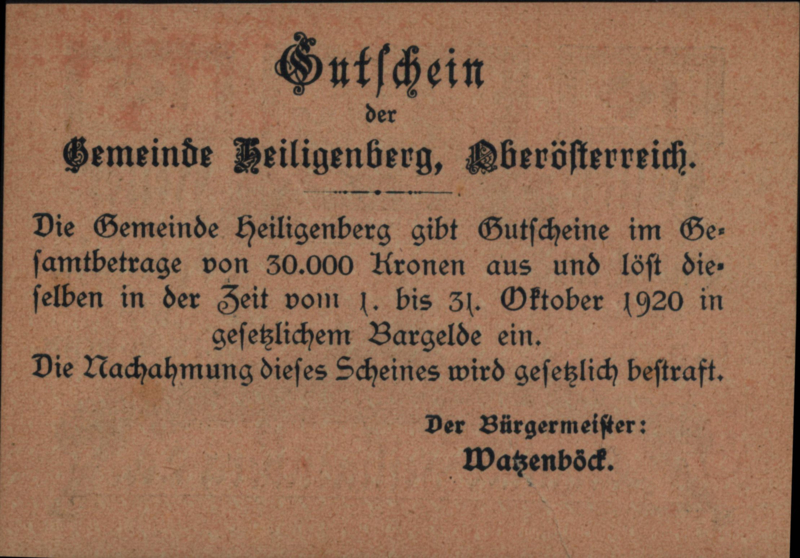 Gutschein
der
Gemeinde Heiligenberg, Oberösterreich.
Die Gemeinde Heiligenberg gibt Gutscheine im Ge-
samtbetrage von 30.000 Kronen aus und löst die-
selben in der Zeit vom 1. bis 31. Oktober 1920 in
gesetzlichem Bargelde ein.
Die Nachahmung dieses Scheines wird gesetzlich bestraft.
Der Bürgermeister:
Watzenböck.